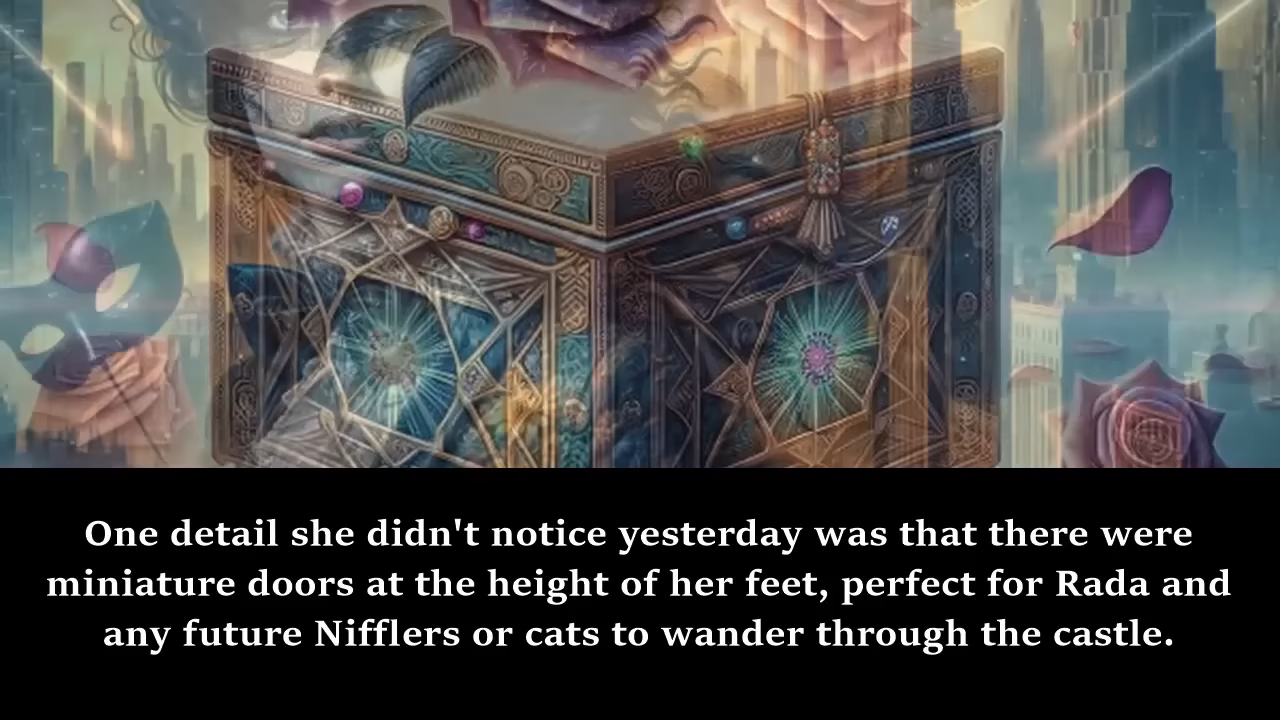 One detail she didn't notice yesterday was that there were
miniature doors at the height of her feet, perfect for Rada and
any future Nifflers or cats to wander through the castle.